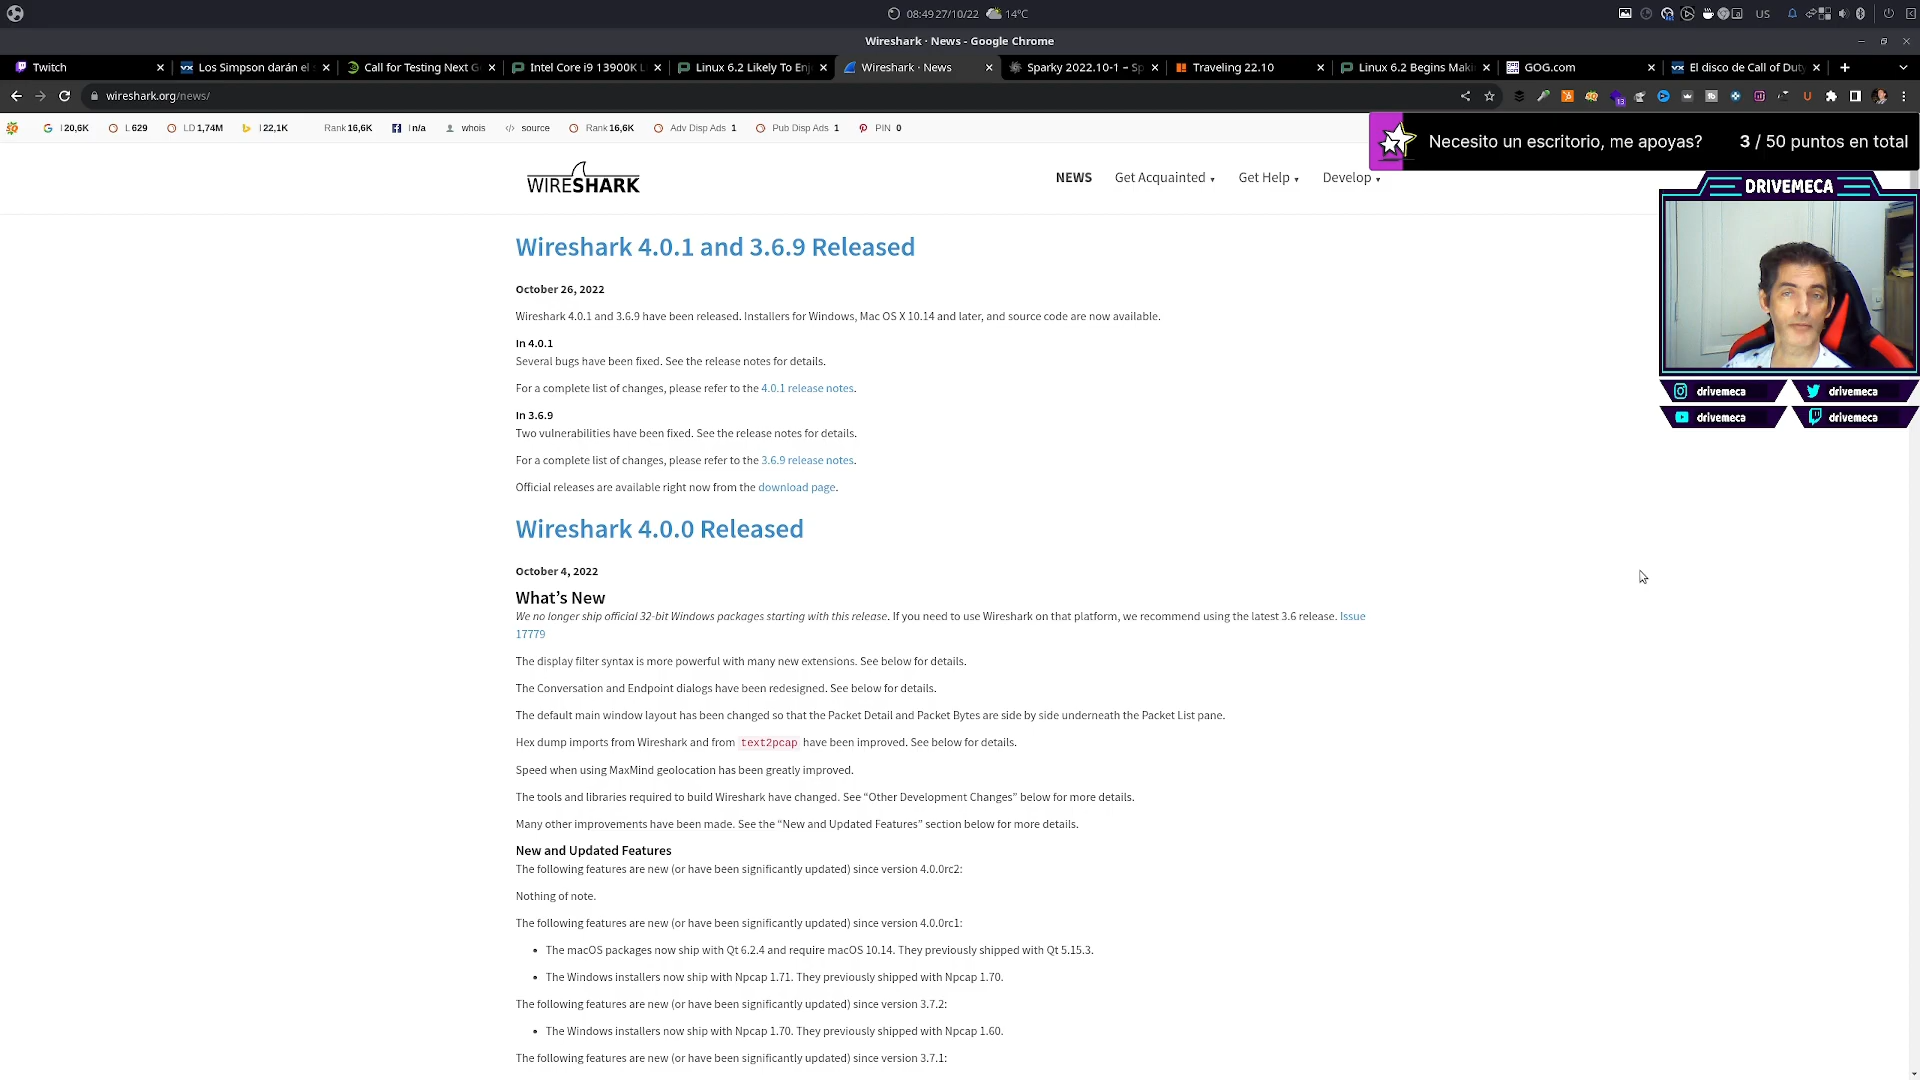 08:49 27/10/22 14°C
US
Wireshark · News - Google Chrome
Twitch
Los Simpson darán el s
Call for Testing Next G
Intel Core i9 13900K L
Linux 6.2 Likely To Enj
Wireshark · News
Sparky 2022.10-1 – Sp
Traveling 22.10
Linux 6.2 Begins Maki
GOG.com
El disco de Call of Duty
wireshark.org/news/
13
I 20,6K
L 629
LD 1,74M
I 22,1K
Rank 16,6K
l n/a
whois
source
Rank 16,6K
Adv Disp Ads 1
Pub Disp Ads 1
PIN 0
Necesito un escritorio, me apoyas? 3 / 50 puntos en total
WIRESHARK
NEWS
Get Acquainted
Get Help
Develop
DRIVEMECA
drivemeca
drivemeca
drivemeca
drivemeca
Wireshark 4.0.1 and 3.6.9 Released
October 26, 2022
Wireshark 4.0.1 and 3.6.9 have been released. Installers for Windows, Mac OS X 10.14 and later, and source code are now available.
In 4.0.1
Several bugs have been fixed. See the release notes for details.
For a complete list of changes, please refer to the 4.0.1 release notes.
In 3.6.9
Two vulnerabilities have been fixed. See the release notes for details.
For a complete list of changes, please refer to the 3.6.9 release notes.
Official releases are available right now from the download page.
Wireshark 4.0.0 Released
October 4, 2022
What’s New
We no longer ship official 32-bit Windows packages starting with this release. If you need to use Wireshark on that platform, we recommend using the latest 3.6 release. Issue
17779
The display filter syntax is more powerful with many new extensions. See below for details.
The Conversation and Endpoint dialogs have been redesigned. See below for details.
The default main window layout has been changed so that the Packet Detail and Packet Bytes are side by side underneath the Packet List pane.
Hex dump imports from Wireshark and from text2pcap have been improved. See below for details.
Speed when using MaxMind geolocation has been greatly improved.
The tools and libraries required to build Wireshark have changed. See “Other Development Changes” below for more details.
Many other improvements have been made. See the “New and Updated Features” section below for more details.
New and Updated Features
The following features are new (or have been significantly updated) since version 4.0.0rc2:
Nothing of note.
The following features are new (or have been significantly updated) since version 4.0.0rc1:
• The macOS packages now ship with Qt 6.2.4 and require macOS 10.14. They previously shipped with Qt 5.15.3.
• The Windows installers now ship with Npcap 1.71. They previously shipped with Npcap 1.70.
The following features are new (or have been significantly updated) since version 3.7.2:
• The Windows installers now ship with Npcap 1.70. They previously shipped with Npcap 1.60.
The following features are new (or have been significantly updated) since version 3.7.1: